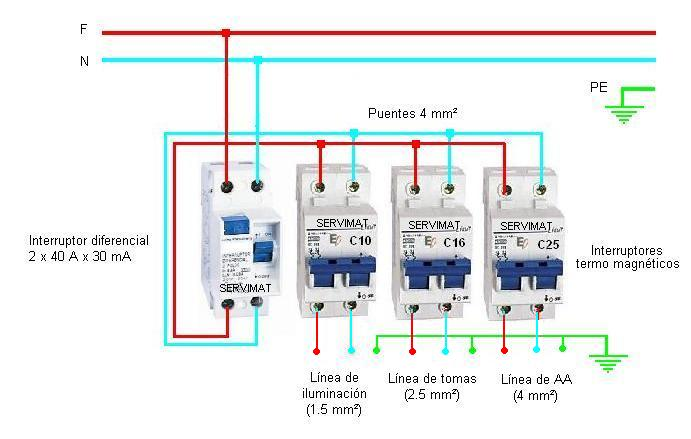 F
N
PE
Puentes 4 mm²
Interruptor diferencial
2 x 40 A x 30 mA
SERVIMAT
SERVIMAT
C10
SERVIMAT
C16
SERVIMAT
C25
Interruptores
termo magnéticos
Línea de
iluminación
(1.5 mm²)
Línea de tomas
(2.5 mm²)
Línea de AA
(4 mm²)